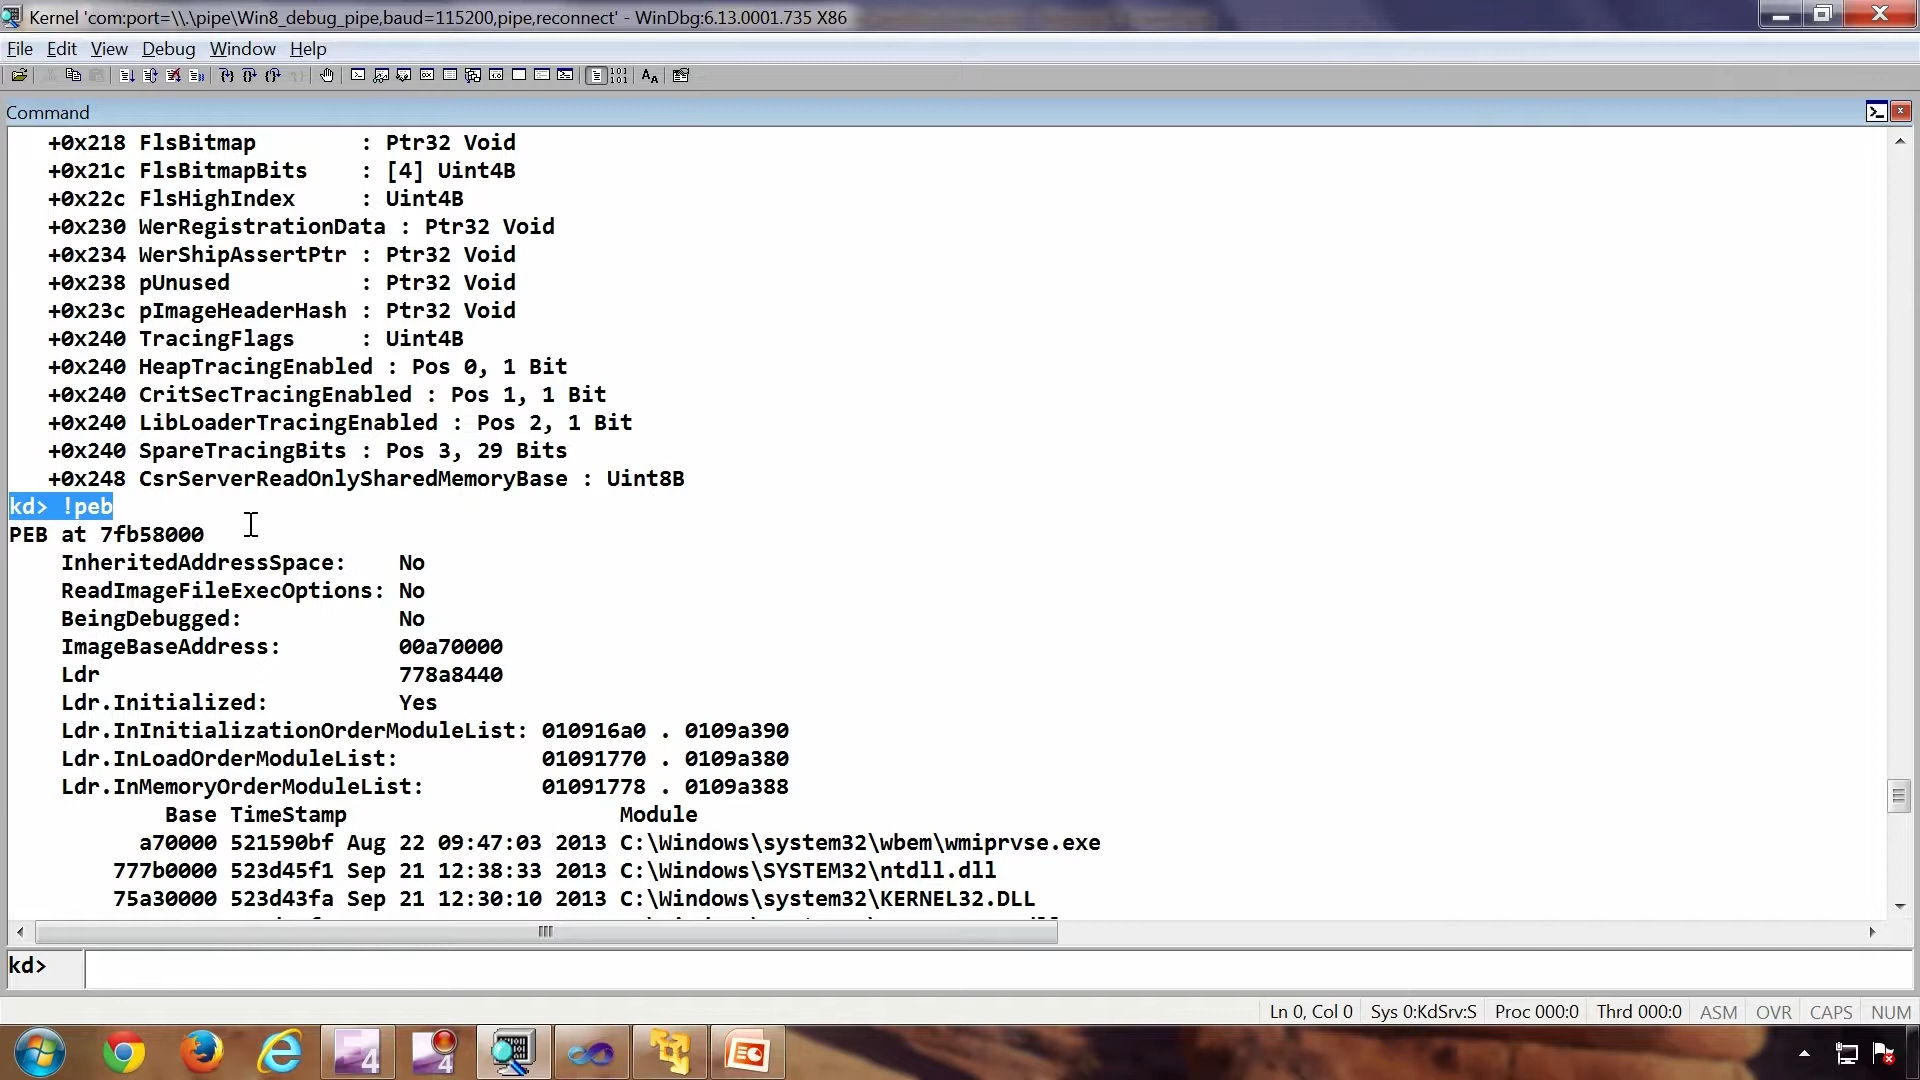 Kernel 'com:port=\\.\pipe\Win8_debug_pipe,baud=115200,pipe,reconnect' - WinDbg:6.13.0001.735 X86
File Edit View Debug Window Help
Command
+0x218 FlsBitmap : Ptr32 Void
+0x21c FlsBitmapBits : [4] Uint4B
+0x22c FlsHighIndex : Uint4B
+0x230 WerRegistrationData : Ptr32 Void
+0x234 WerShipAssertPtr : Ptr32 Void
+0x238 pUnused : Ptr32 Void
+0x23c pImageHeaderHash : Ptr32 Void
+0x240 TracingFlags : Uint4B
+0x240 HeapTracingEnabled : Pos 0, 1 Bit
+0x240 CritSecTracingEnabled : Pos 1, 1 Bit
+0x240 LibLoaderTracingEnabled : Pos 2, 1 Bit
+0x240 SpareTracingBits : Pos 3, 29 Bits
+0x248 CsrServerReadOnlySharedMemoryBase : Uint8B
kd> !peb
PEB at 7fb58000
InheritedAddressSpace: No
ReadImageFileExecOptions: No
BeingDebugged: No
ImageBaseAddress: 00a70000
Ldr 778a8440
Ldr.Initialized: Yes
Ldr.InInitializationOrderModuleList: 010916a0 . 0109a390
Ldr.InLoadOrderModuleList: 01091770 . 0109a380
Ldr.InMemoryOrderModuleList: 01091778 . 0109a388
Base TimeStamp Module
a70000 521590bf Aug 22 09:47:03 2013 C:\Windows\system32\wbem\wmiprvse.exe
777b0000 523d45f1 Sep 21 12:38:33 2013 C:\Windows\SYSTEM32\ntdll.dll
75a30000 523d43fa Sep 21 12:30:10 2013 C:\Windows\system32\KERNEL32.DLL
kd>
Ln 0, Col 0 Sys 0:KdSrv:S Proc 000:0 Thrd 000:0 ASM OVR CAPS NUM